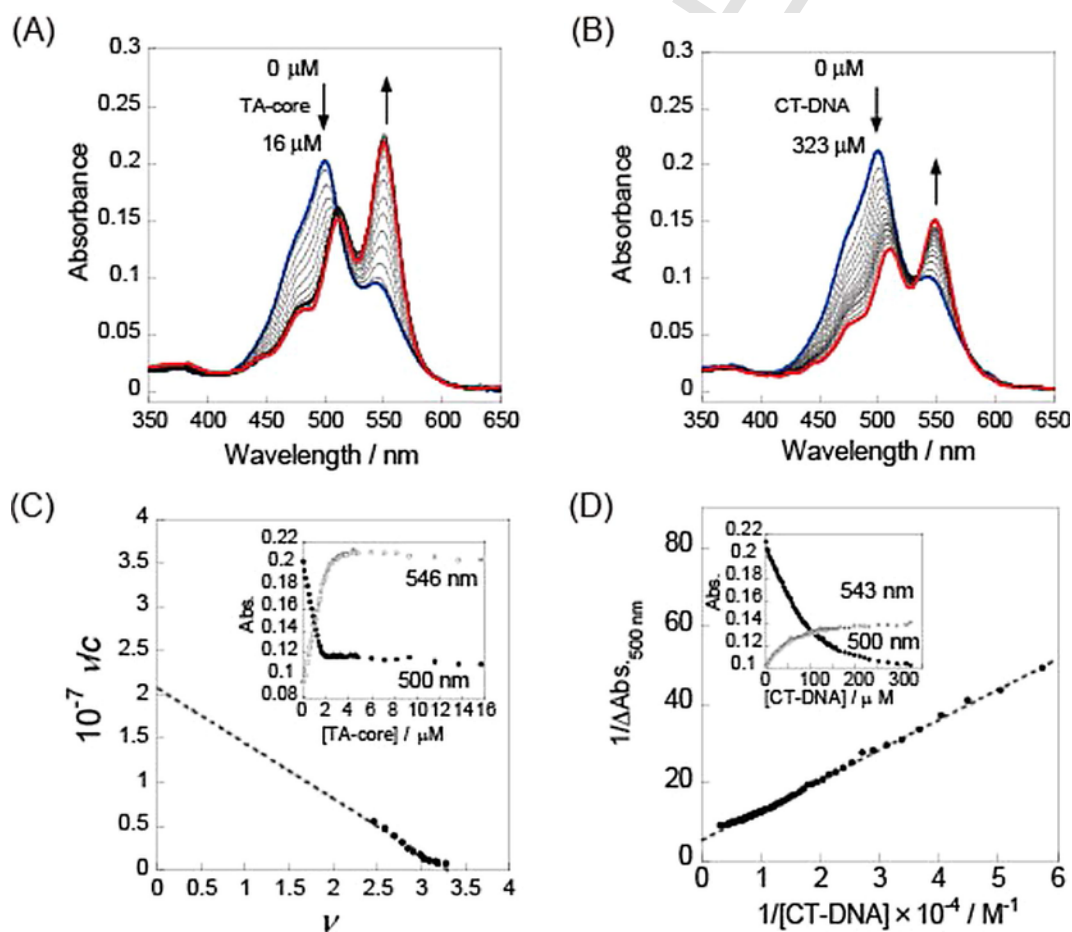 (A)
0.3
0.25
0.2
0.15
0.1
0.05
0
Absorbance
0 μM
TA-core
16 μM
350 400 450 500 550 600 650
Wavelength / nm
(B)
0.3
0.25
0.2
0.15
0.1
0.05
0
Absorbance
0 μM
CT-DNA
323 μM
350 400 450 500 550 600 650
Wavelength / nm
(C)
4
3.5
3
2.5
2
1.5
1
0.5
0
10⁻⁷ ν/c
0 0.5 1 1.5 2 2.5 3 3.5 4
ν
0.22
0.2
0.18
0.16
0.14
0.12
0.1
0.08
Abs.
546 nm
500 nm
0 2 4 6 8 10 12 14 16
[TA-core] / μM
(D)
80
60
40
20
0
1/ΔAbs.500 nm
0 1 2 3 4 5 6
1/[CT-DNA] × 10⁻⁴ / M⁻¹
0.22
0.2
0.18
0.16
0.14
0.12
0.1
Abs.
543 nm
500 nm
0 100 200 300
[CT-DNA] / μ M